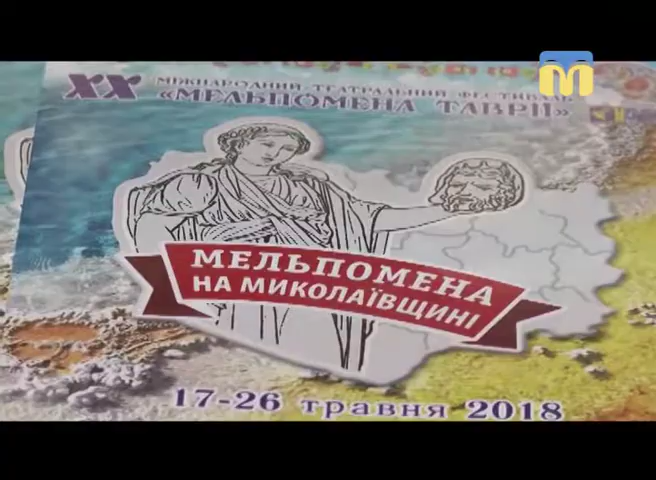 XX МІЖНАРОДНИЙ ТЕАТРАЛЬНИЙ ФЕСТИВАЛЬ
«МЕЛЬПОМЕНА ТАВРІЇ»
МЕЛЬПОМЕНА
НА МИКОЛАЇВЩИНІ
17-26 травня 2018